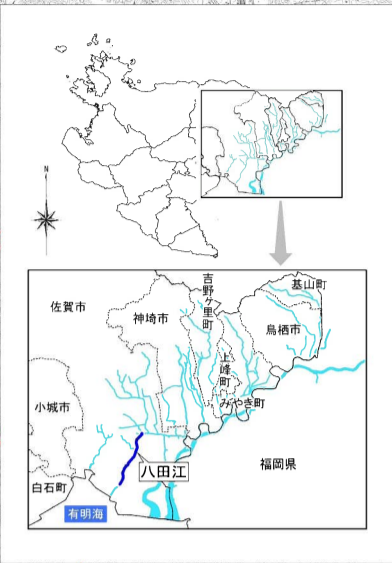 N
佐賀市
神埼市
吉野ヶ里町
基山町
鳥栖市
上峰町
みやき町
小城市
八田江
福岡県
白石町
有明海